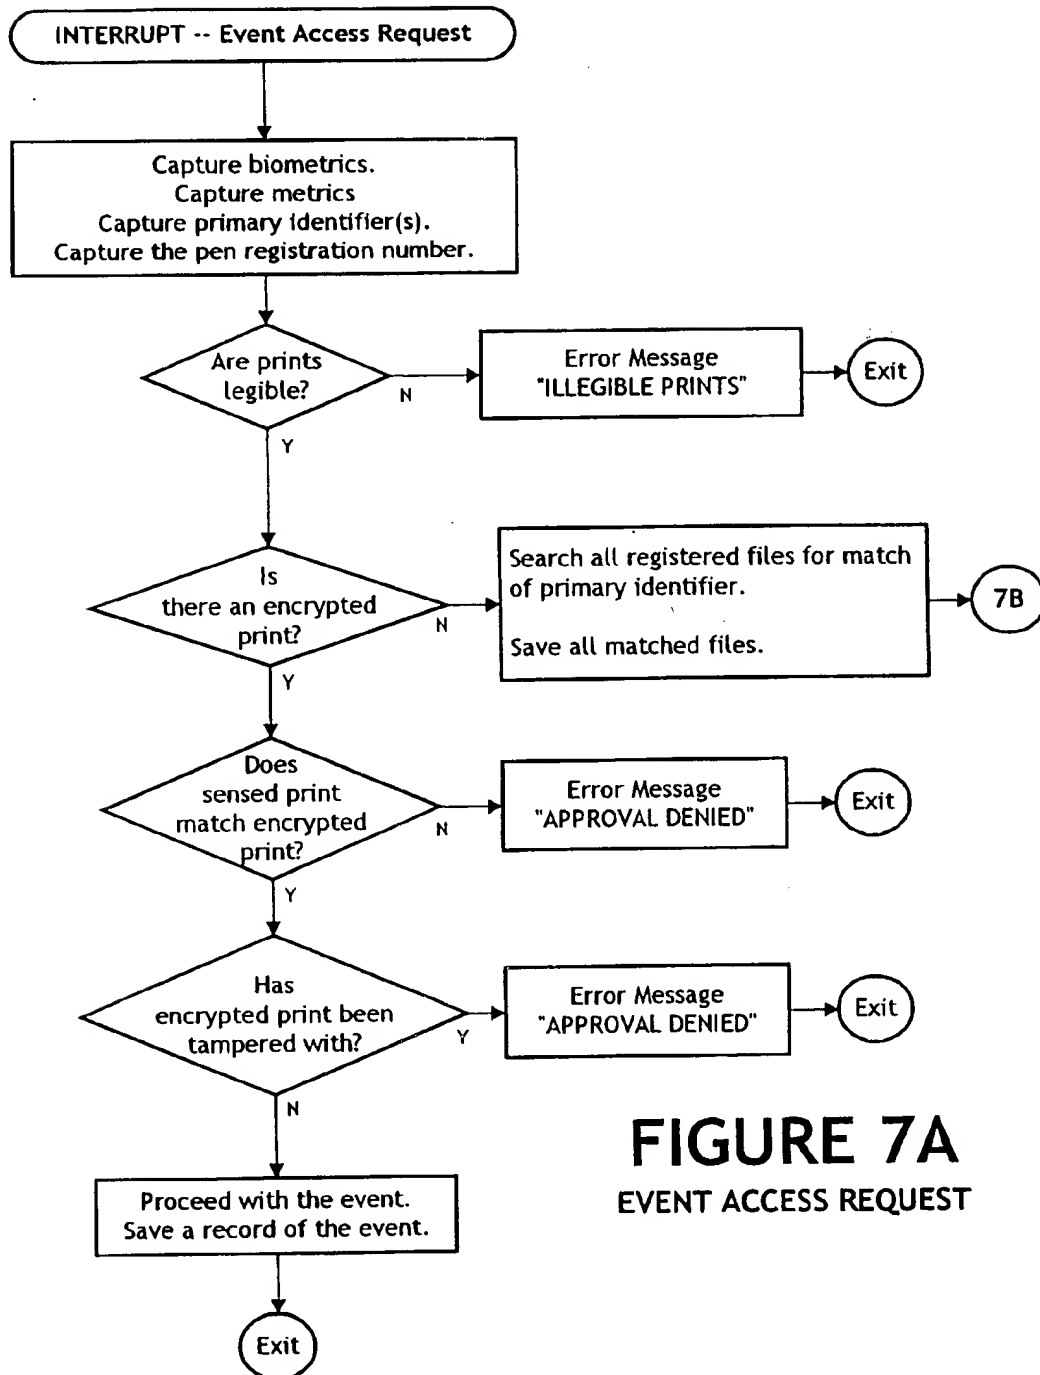 INTERRUPT -- Event Access Request
Capture biometrics.
Capture metrics
Capture primary identifier(s).
Capture the pen registration number.
Are prints
legible?
N
Error Message
"ILLEGIBLE PRINTS"
Exit
Y
Is
there an encrypted
print?
N
Search all registered files for match
of primary identifier.
Save all matched files.
7B
Y
Does
sensed print
match encrypted
print?
N
Error Message
"APPROVAL DENIED"
Exit
Y
Has
encrypted print been
tampered with?
Y
Error Message
"APPROVAL DENIED"
Exit
N
Proceed with the event.
Save a record of the event.
Exit
FIGURE 7A
EVENT ACCESS REQUEST